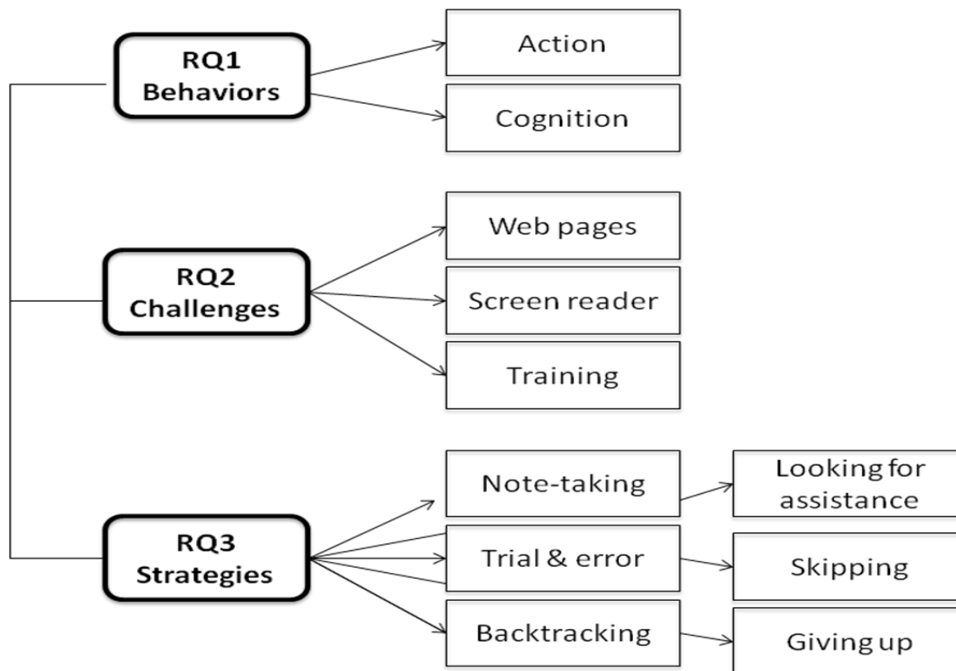 RQ1
Behaviors
Action
Cognition
RQ2
Challenges
Web pages
Screen reader
Training
RQ3
Strategies
Note-taking
Trial & error
Backtracking
Looking for
assistance
Skipping
Giving up